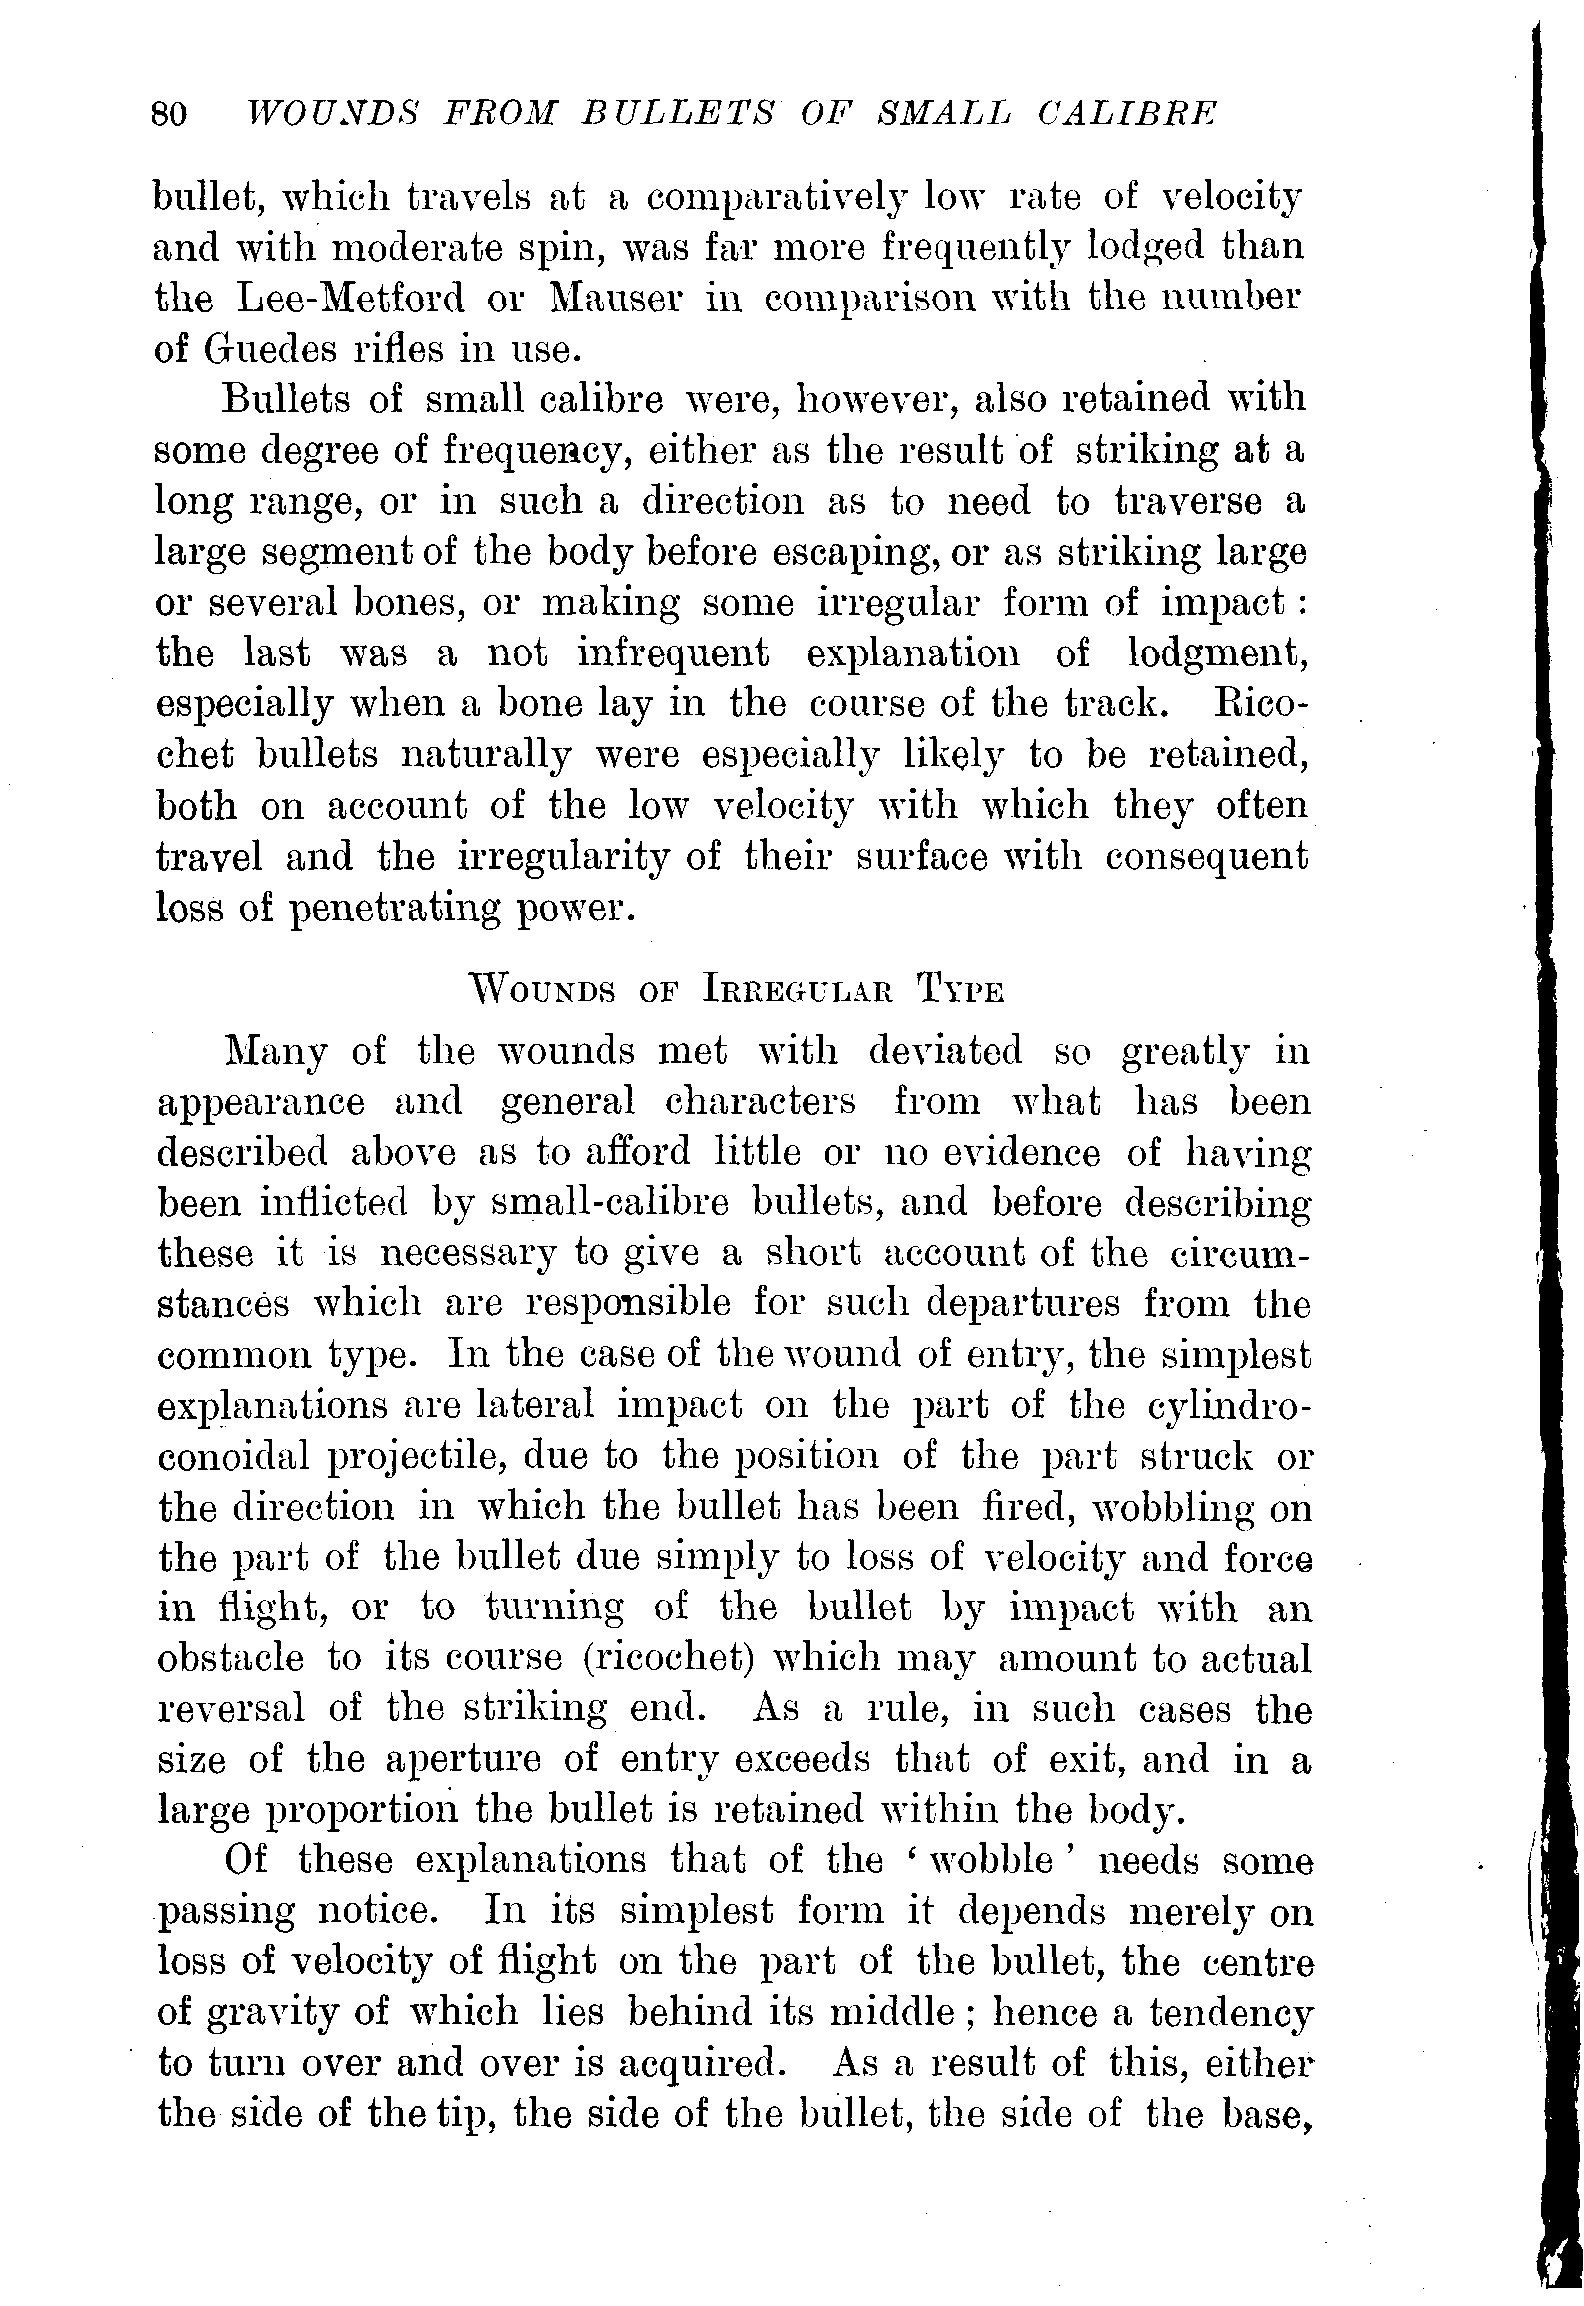 80 WOUNDS FROM BULLETS OF SMALL CALIBRE
bullet, which travels at a comparatively low rate of velocity
and with moderate spin, was far more frequently lodged than
the Lee-Metford or Mauser in comparison with the number
of Guedes rifles in use.
Bullets of small calibre were, however, also retained with
some degree of frequency, either as the result of striking at a
long range, or in such a direction as to need to traverse a
large segment of the body before escaping, or as striking large
or several bones, or making some irregular form of impact :
the last was a not infrequent explanation of lodgment,
especially when a bone lay in the course of the track. Rico-
chet bullets naturally were especially likely to be retained,
both on account of the low velocity with which they often
travel and the irregularity of their surface with consequent
loss of penetrating power.
WOUNDS OF IRREGULAR TYPE
Many of the wounds met with deviated so greatly in
appearance and general characters from what has been
described above as to afford little or no evidence of having
been inflicted by small-calibre bullets, and before describing
these it is necessary to give a short account of the circum-
stances which are responsible for such departures from the
common type. In the case of the wound of entry, the simplest
explanations are lateral impact on the part of the cylindro-
conoidal projectile, due to the position of the part struck or
the direction in which the bullet has been fired, wobbling on
the part of the bullet due simply to loss of velocity and force
in flight, or to turning of the bullet by impact with an
obstacle to its course (ricochet) which may amount to actual
reversal of the striking end. As a rule, in such cases the
size of the aperture of entry exceeds that of exit, and in a
large proportion the bullet is retained within the body.
Of these explanations that of the ‘ wobble ’ needs some
passing notice. In its simplest form it depends merely on
loss of velocity of flight on the part of the bullet, the centre
of gravity of which lies behind its middle ; hence a tendency
to turn over and over is acquired. As a result of this, either
the side of the tip, the side of the bullet, the side of the base,